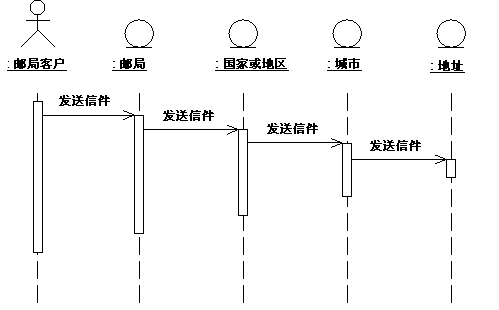 : 邮局客户
: 邮局
: 国家或地区
: 城市
: 地址
发送信件
发送信件
发送信件
发送信件